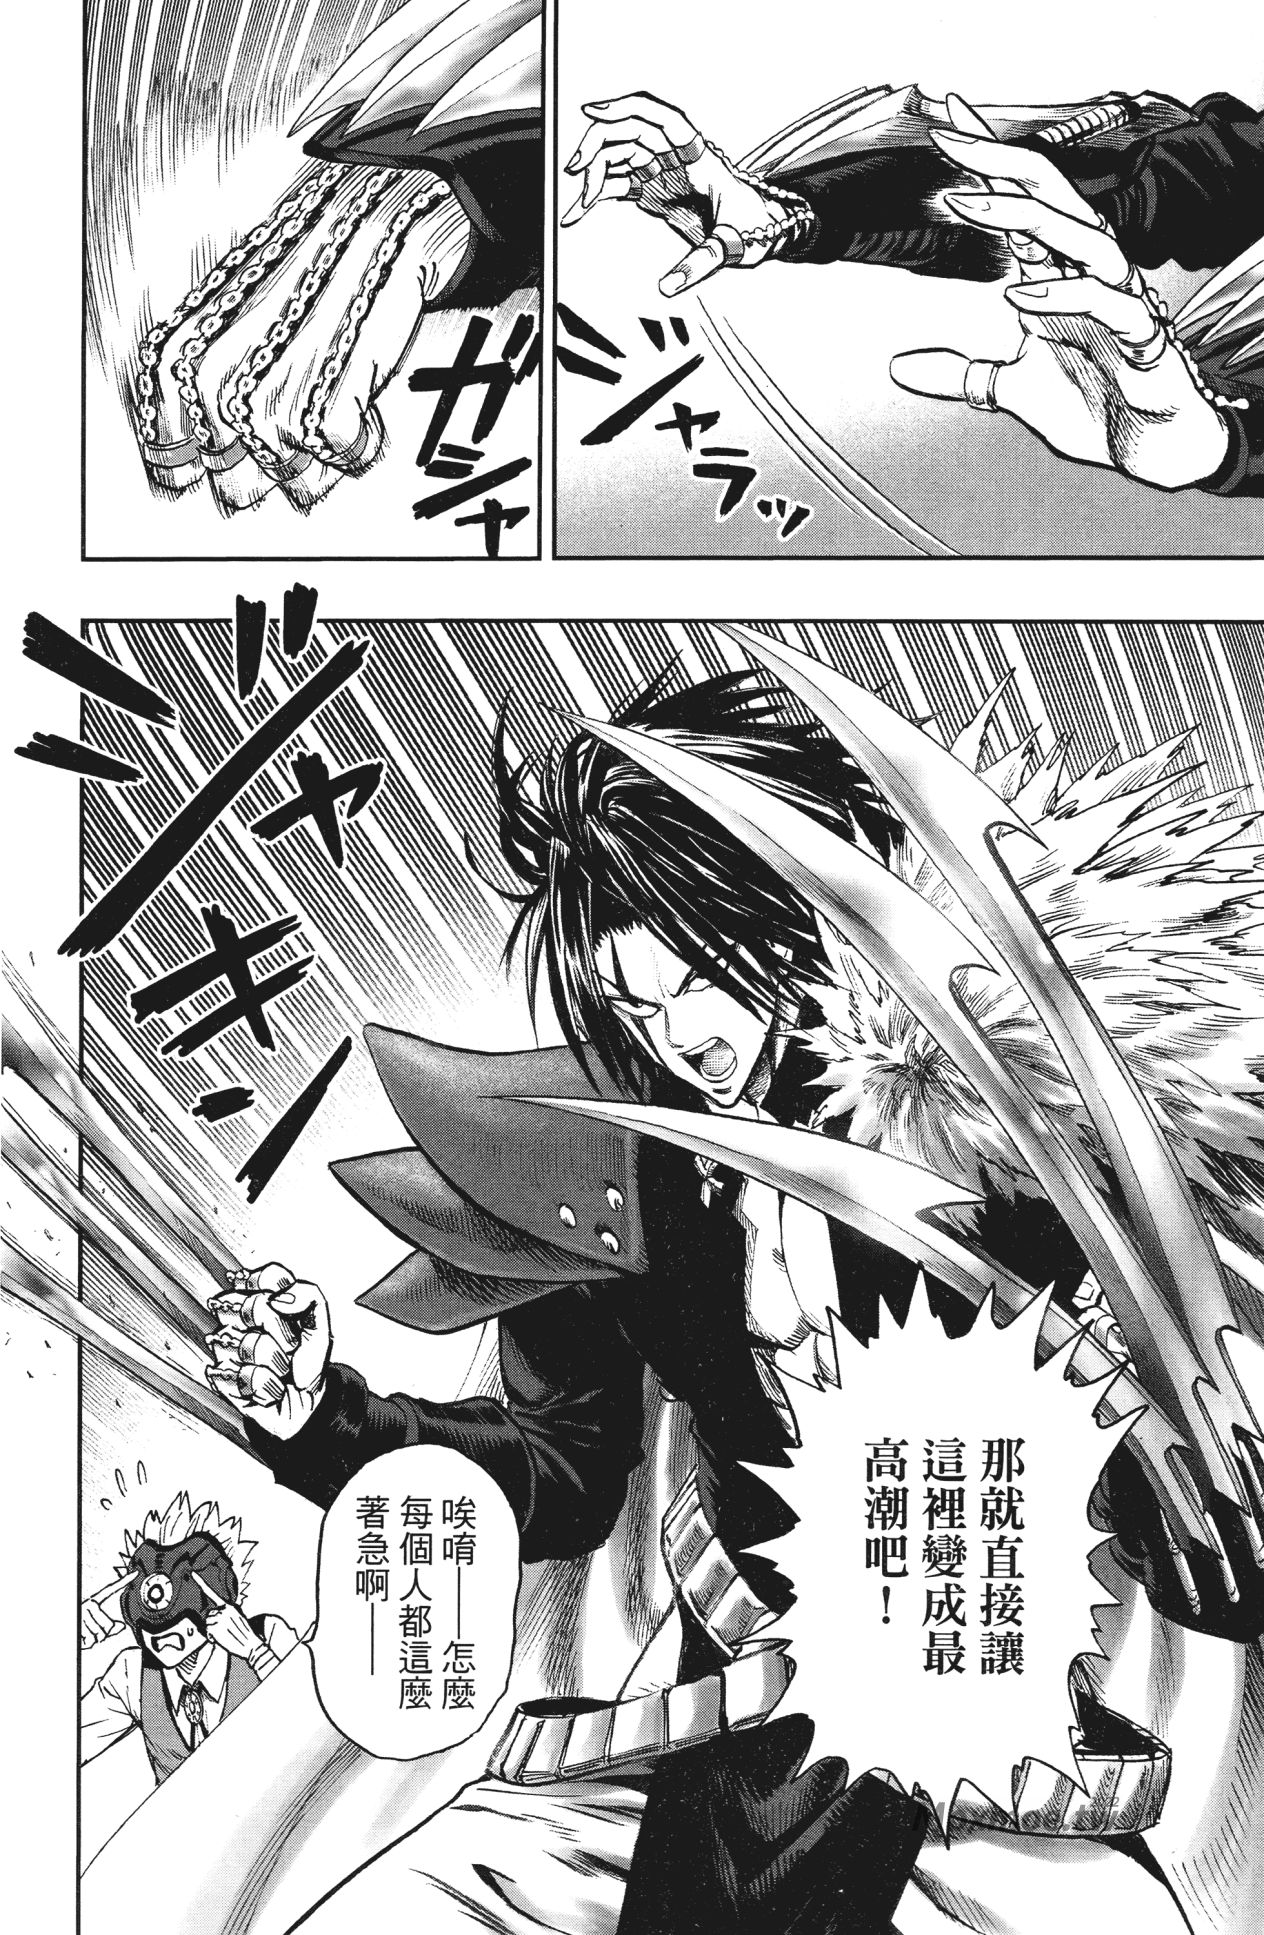 ジャラッ
ガシャ
ジャキン
那就直接讓
這裡變成最
高潮吧！
唉唷──怎麼
每個人都這麼
著急啊──